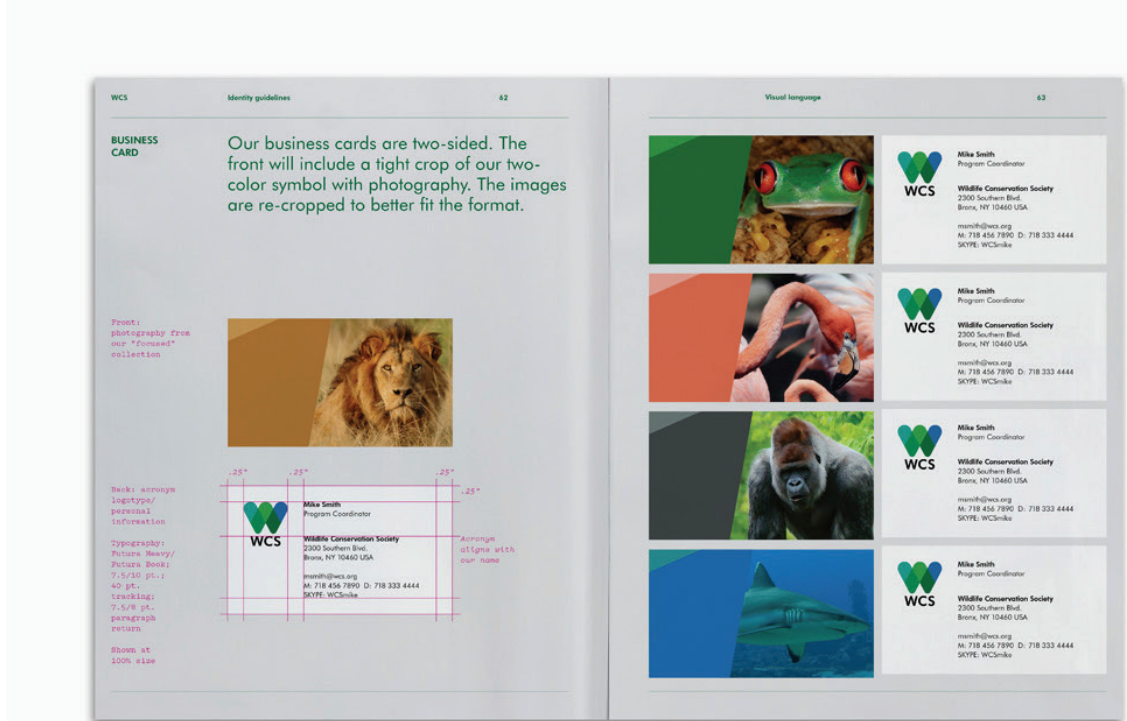 WCS
Identity guidelines
62
BUSINESS
CARD
Our business cards are two-sided. The
front will include a tight crop of our two-
color symbol with photography. The images
are re-cropped to better fit the format.
Front:
photography from
our "focused"
collection
.25"
.25"
.25"
.25"
Back: acronym
logotype/
personal
information
Typography:
Futura Heavy/
Futura Book;
7.5/10 pt.;
40 pt.
tracking;
7.5/8 pt.
paragraph
return
Shown at
100% size
WCS
Mike Smith
Program Coordinator
Wildlife Conservation Society
2300 Southern Blvd.
Bronx, NY 10460 USA
msmith@wcs.org
M: 718 456 7890 D: 718 333 4444
SKYPE: WCSmike
Acronym
aligns with
our name
Visual language
63
WCS
Mike Smith
Program Coordinator
Wildlife Conservation Society
2300 Southern Blvd.
Bronx, NY 10460 USA
msmith@wcs.org
M: 718 456 7890 D: 718 333 4444
SKYPE: WCSmike
WCS
Mike Smith
Program Coordinator
Wildlife Conservation Society
2300 Southern Blvd.
Bronx, NY 10460 USA
msmith@wcs.org
M: 718 456 7890 D: 718 333 4444
SKYPE: WCSmike
WCS
Mike Smith
Program Coordinator
Wildlife Conservation Society
2300 Southern Blvd.
Bronx, NY 10460 USA
msmith@wcs.org
M: 718 456 7890 D: 718 333 4444
SKYPE: WCSmike
WCS
Mike Smith
Program Coordinator
Wildlife Conservation Society
2300 Southern Blvd.
Bronx, NY 10460 USA
msmith@wcs.org
M: 718 456 7890 D: 718 333 4444
SKYPE: WCSmike